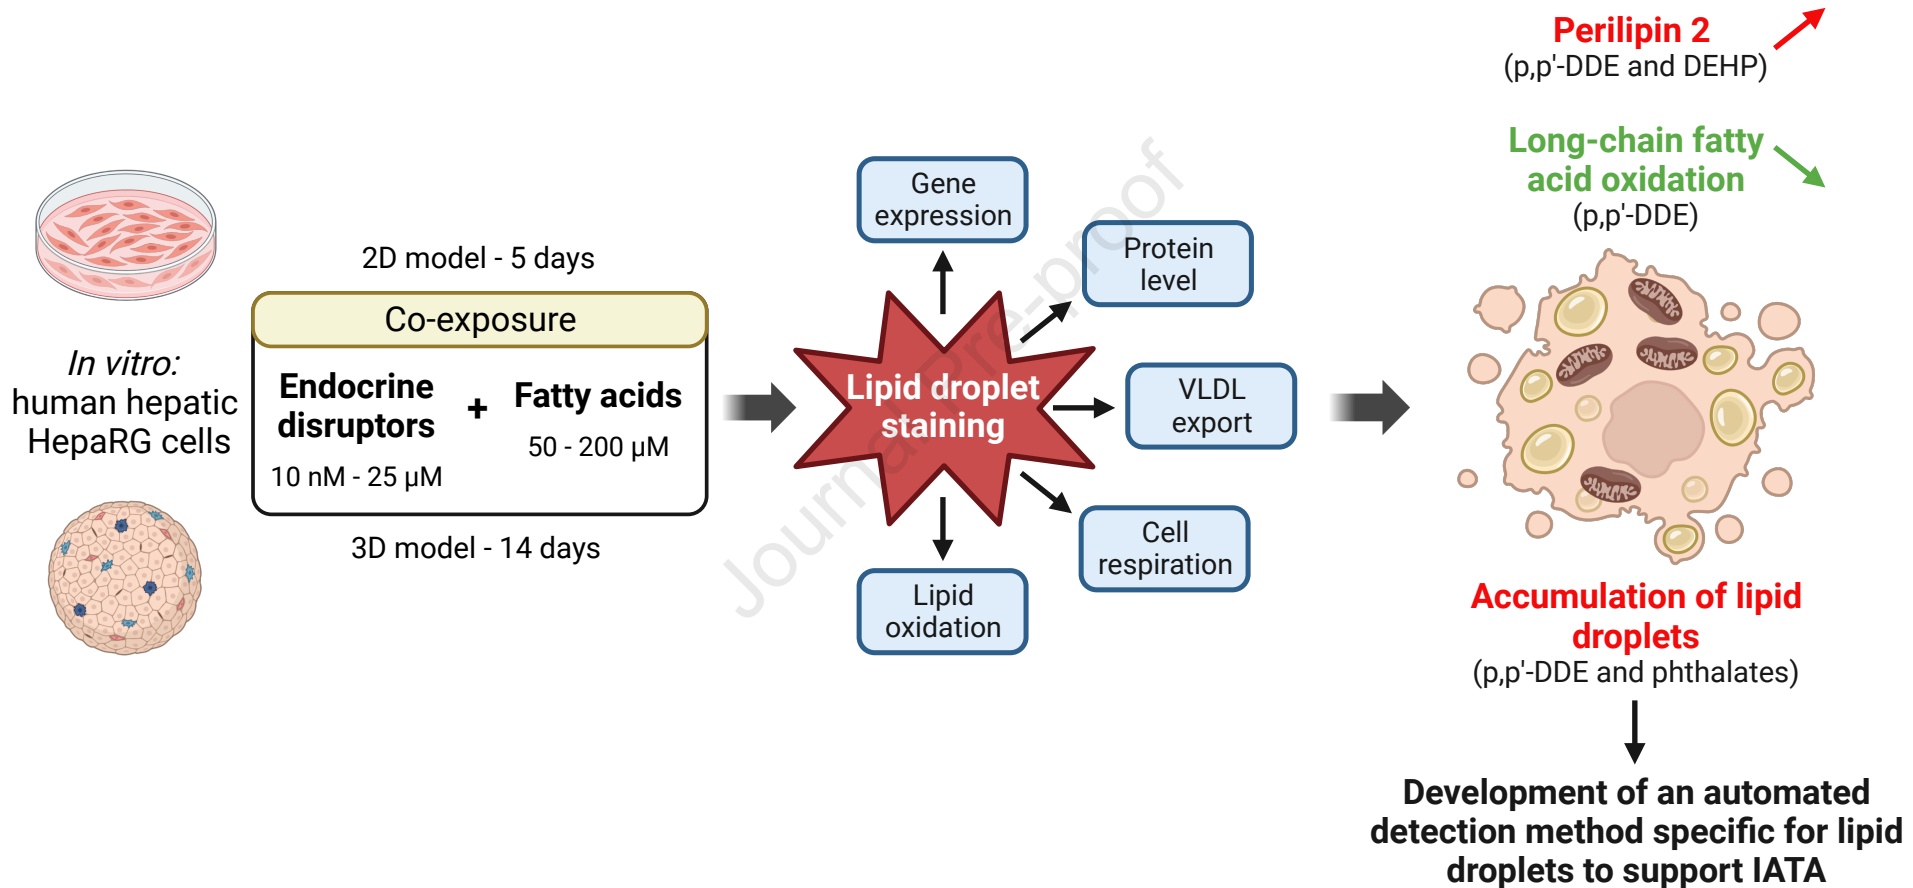 In vitro:
human hepatic
HepaRG cells
2D model - 5 days
Co-exposure
Endocrine
disruptors
10 nM - 25 µM
+
Fatty acids
50 - 200 µM
3D model - 14 days
Lipid droplet
staining
Gene
expression
Protein
level
VLDL
export
Cell
respiration
Lipid
oxidation
Journal Pre-proof
Perilipin 2
(p,p'-DDE and DEHP)
Long-chain fatty
acid oxidation
(p,p'-DDE)
Accumulation of lipid
droplets
(p,p'-DDE and phthalates)
Development of an automated
detection method specific for lipid
droplets to support IATA